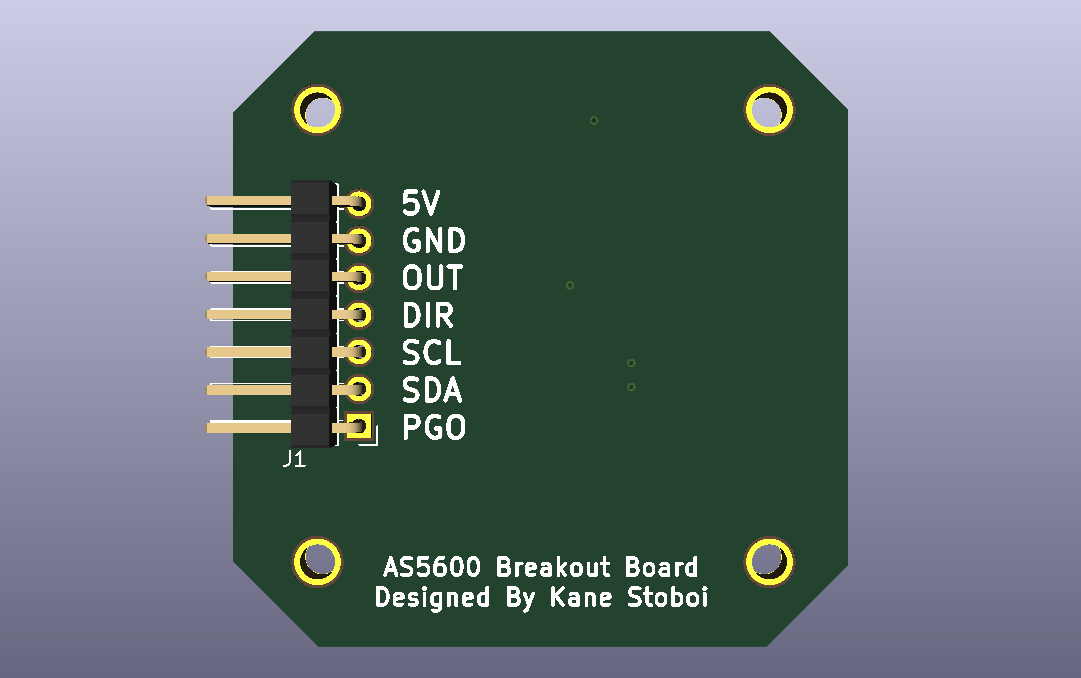 5V
GND
OUT
DIR
SCL
SDA
PGO
J1
AS5600 Breakout Board
Designed By Kane Stoboi